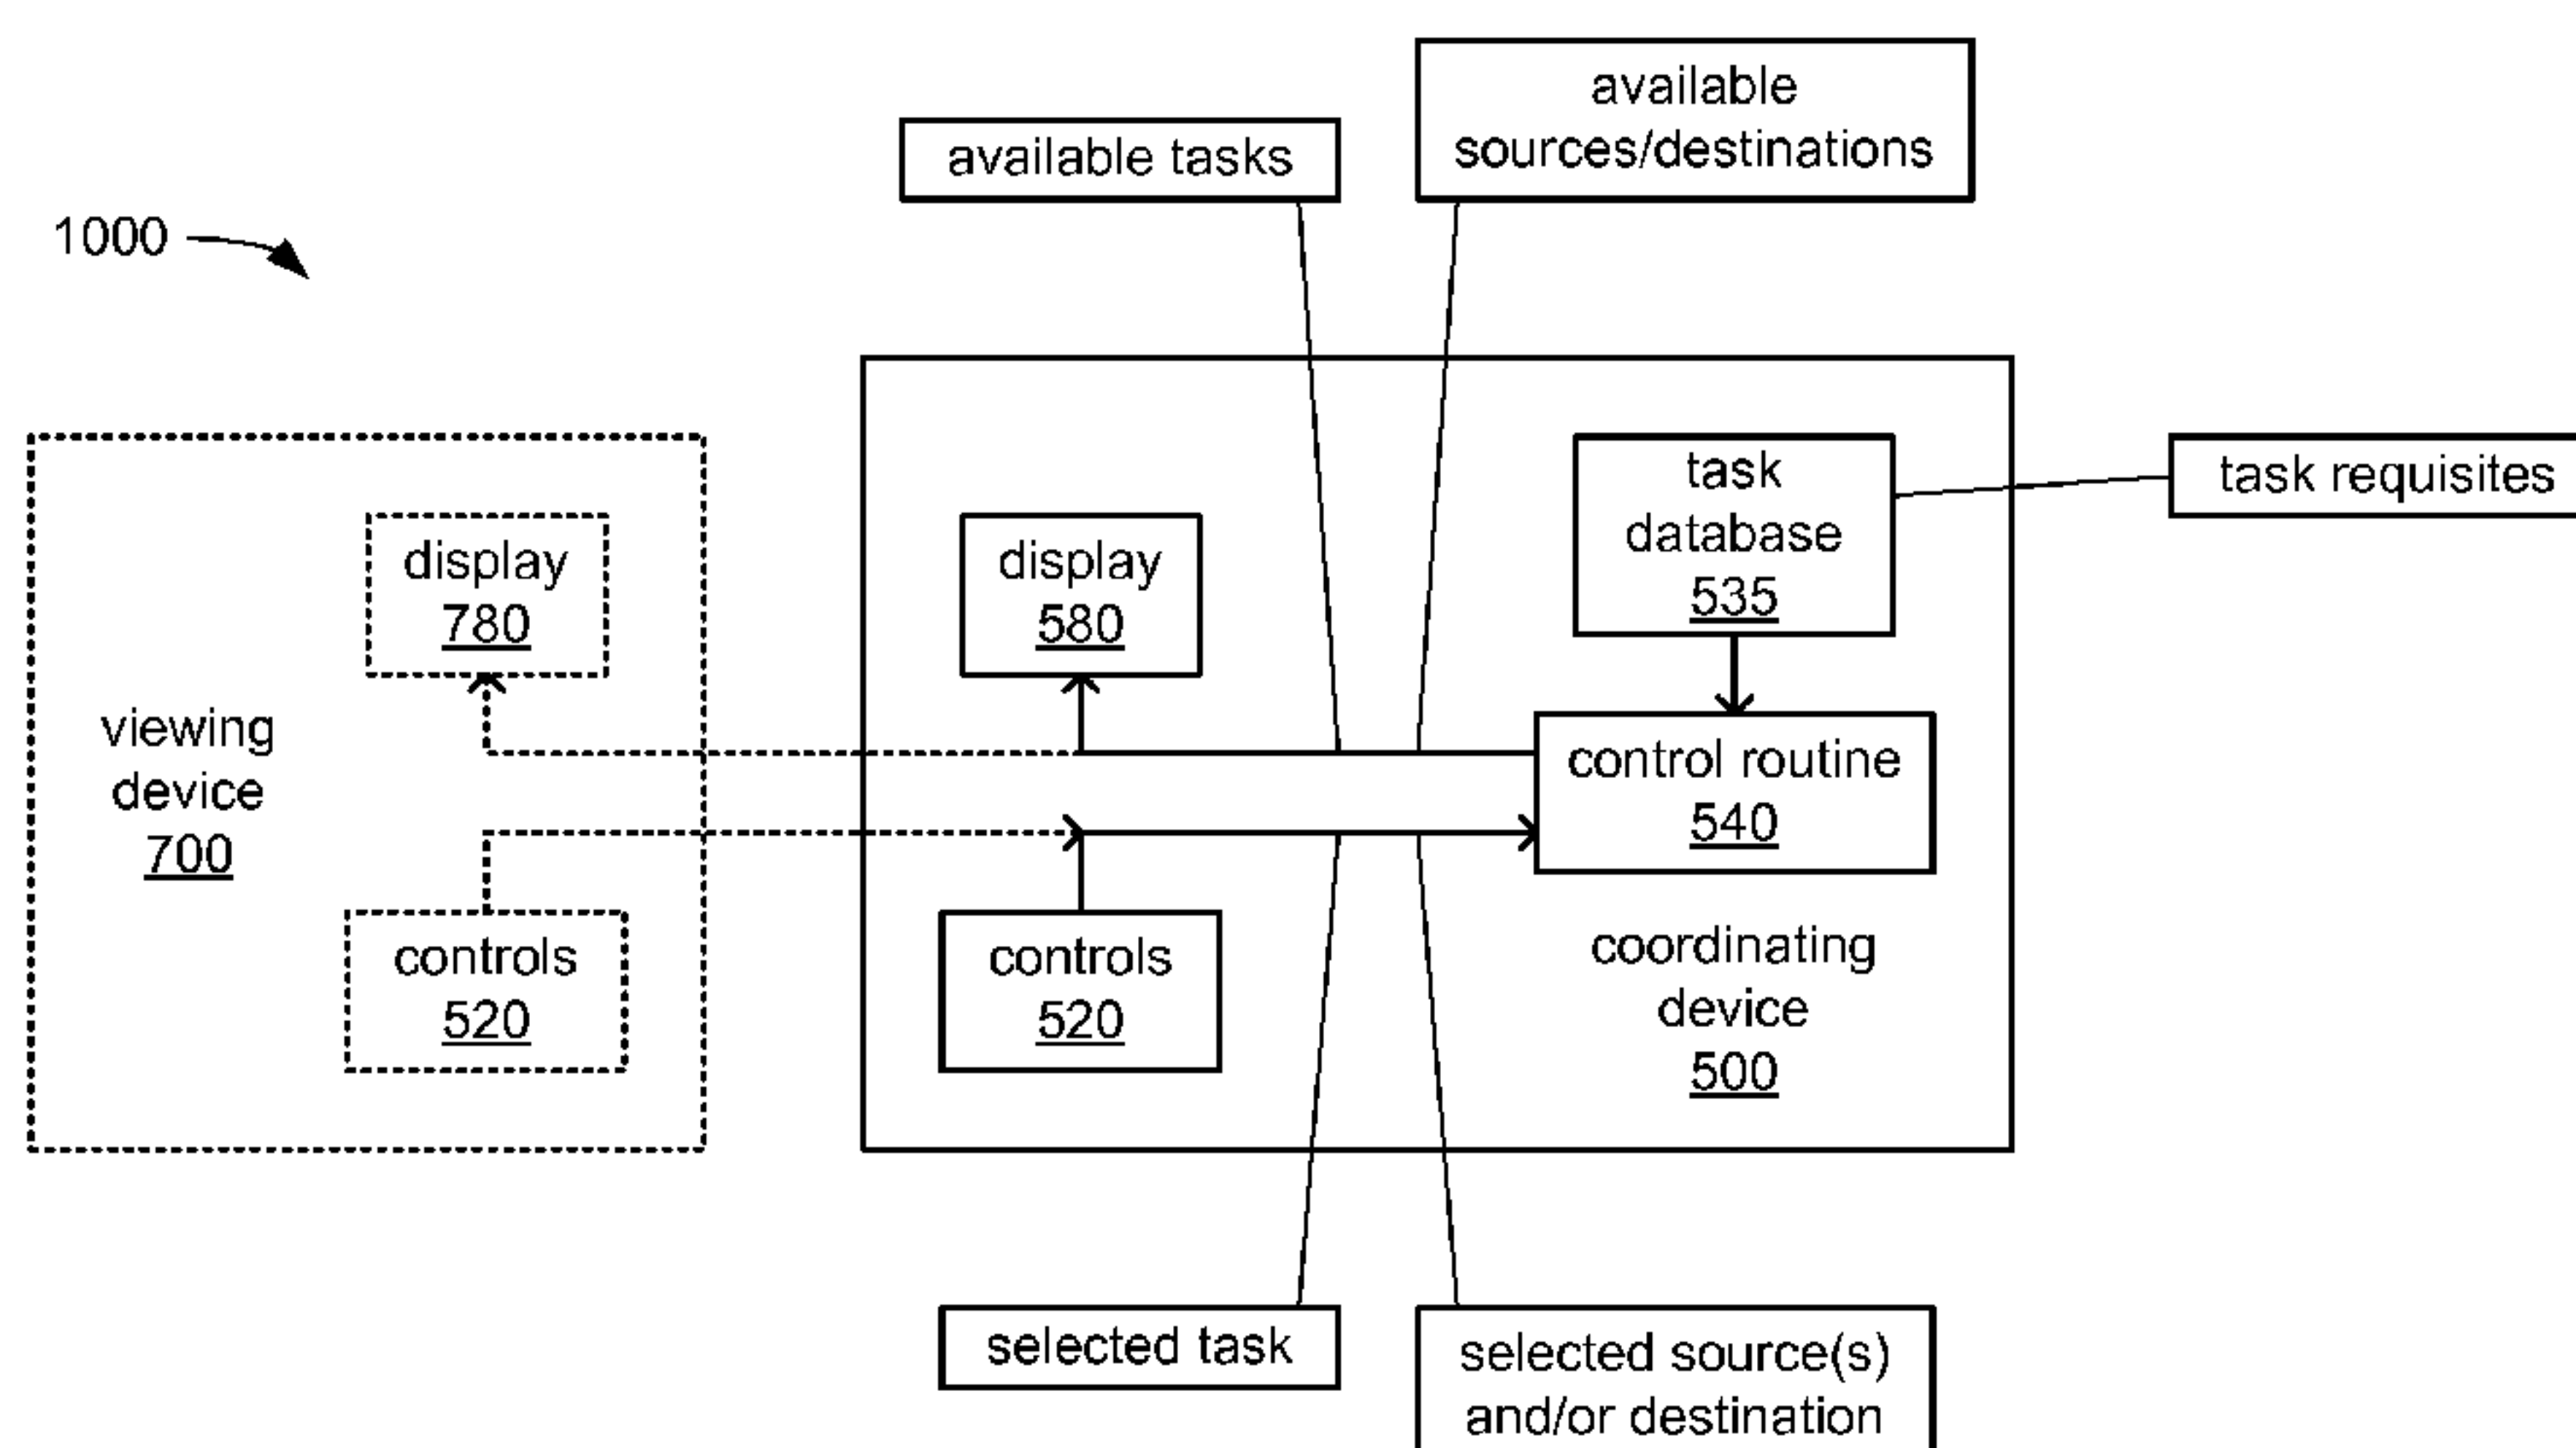 available
sources/destinations
available tasks
1000
task requisites
task
database
535
display
780
display
580
viewing
device
700
control routine
540
controls
520
controls
520
coordinating
device
500
selected task
selected source(s)
and/or destination